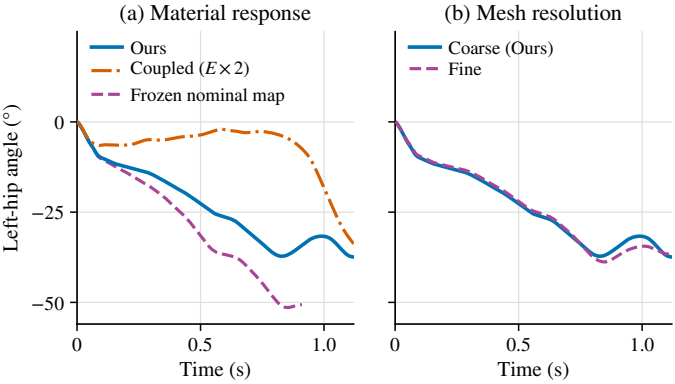 (a) Material response
(b) Mesh resolution
Ours
Coupled (E×2)
Frozen nominal map
Coarse (Ours)
Fine
Left-hip angle (°)
0
−25
−50
0
0.5
1.0
Time (s)
0
0.5
1.0
Time (s)